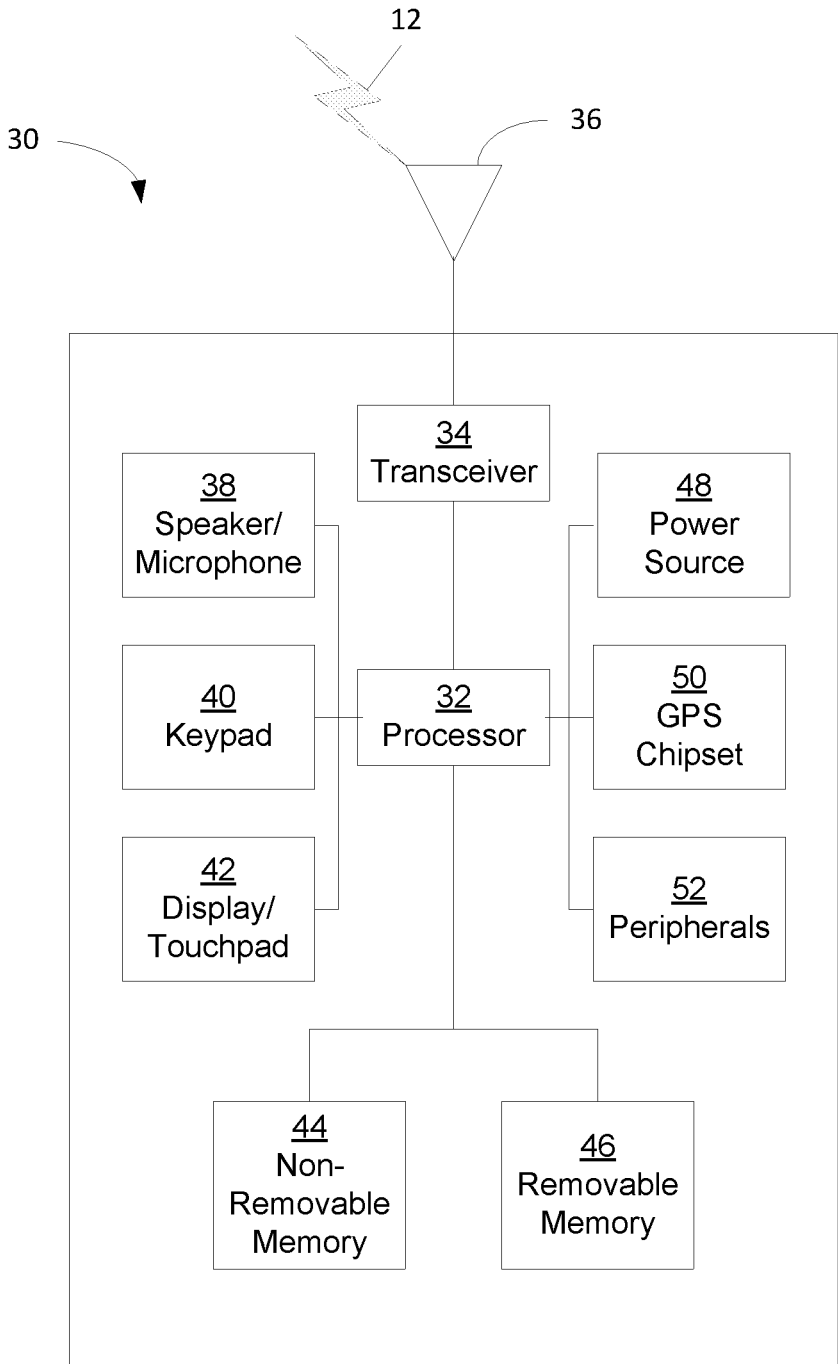 12
36
30
34
Transceiver
38
Speaker/
Microphone
48
Power
Source
40
Keypad
32
Processor
50
GPS
Chipset
42
Display/
Touchpad
52
Peripherals
44
Non-
Removable
Memory
46
Removable
Memory